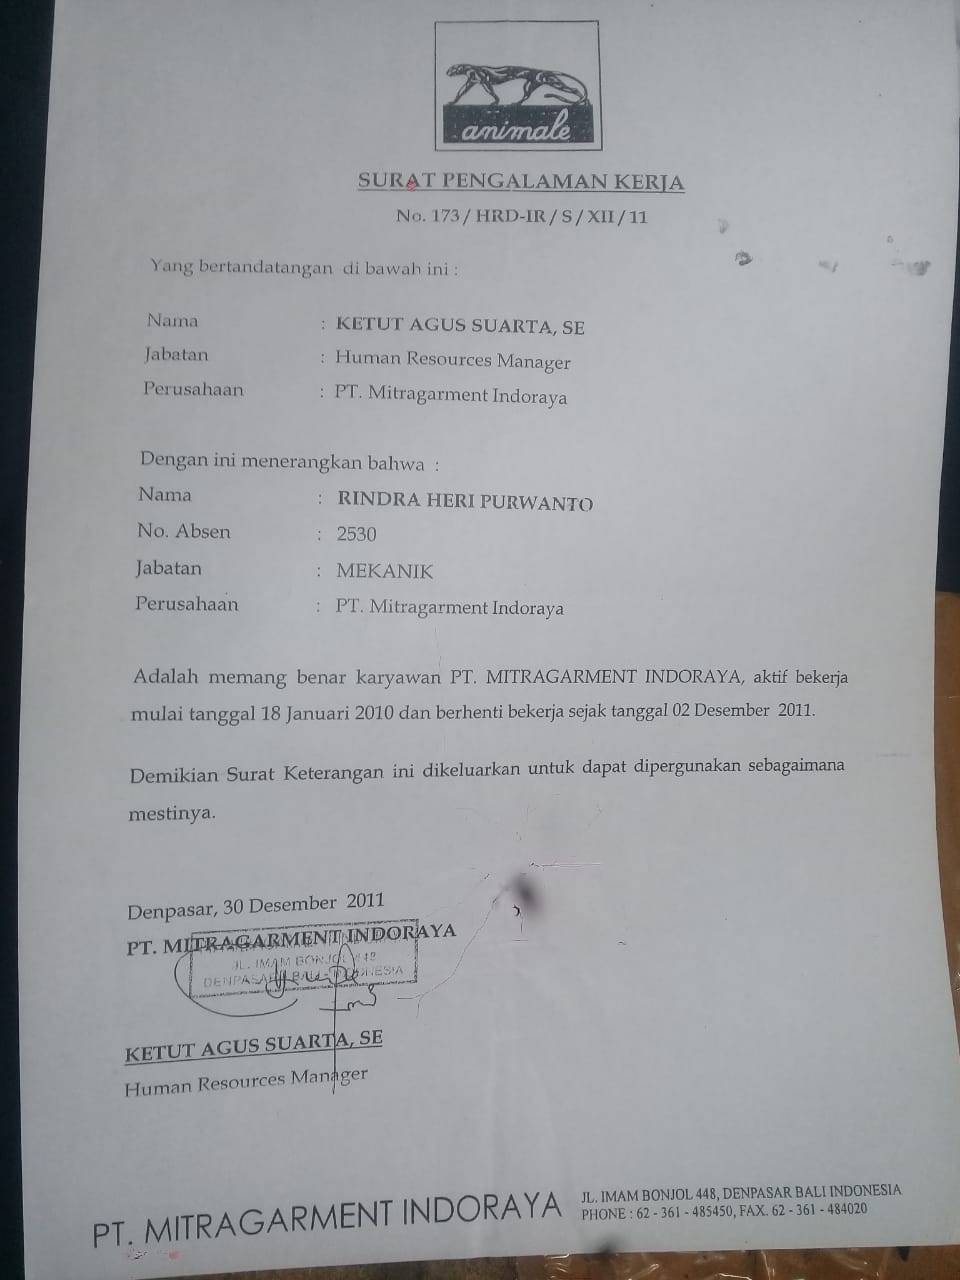 animale
SURAT PENGALAMAN KERJA
No. 173 / HRD-IR / S / XII / 11
Yang bertandatangan di bawah ini :
Nama : KETUT AGUS SUARTA, SE
Jabatan : Human Resources Manager
Perusahaan : PT. Mitragarment Indoraya
Dengan ini menerangkan bahwa :
Nama : RINDRA HERI PURWANTO
No. Absen : 2530
Jabatan : MEKANIK
Perusahaan : PT. Mitragarment Indoraya
Adalah memang benar karyawan PT. MITRAGARMENT INDORAYA, aktif bekerja
mulai tanggal 18 Januari 2010 dan berhenti bekerja sejak tanggal 02 Desember 2011.
Demikian Surat Keterangan ini dikeluarkan untuk dapat dipergunakan sebagaimana
mestinya.
Denpasar, 30 Desember 2011
PT. MITRAGARMENT INDORAYA
JL. IMAM BONJOL 448
DENPASAR BALI-INDONESIA
KETUT AGUS SUARTA, SE
Human Resources Manager
PT. MITRAGARMENT INDORAYA
JL. IMAM BONJOL 448, DENPASAR BALI INDONESIA
PHONE : 62 - 361 - 485450, FAX. 62 - 361 - 484020